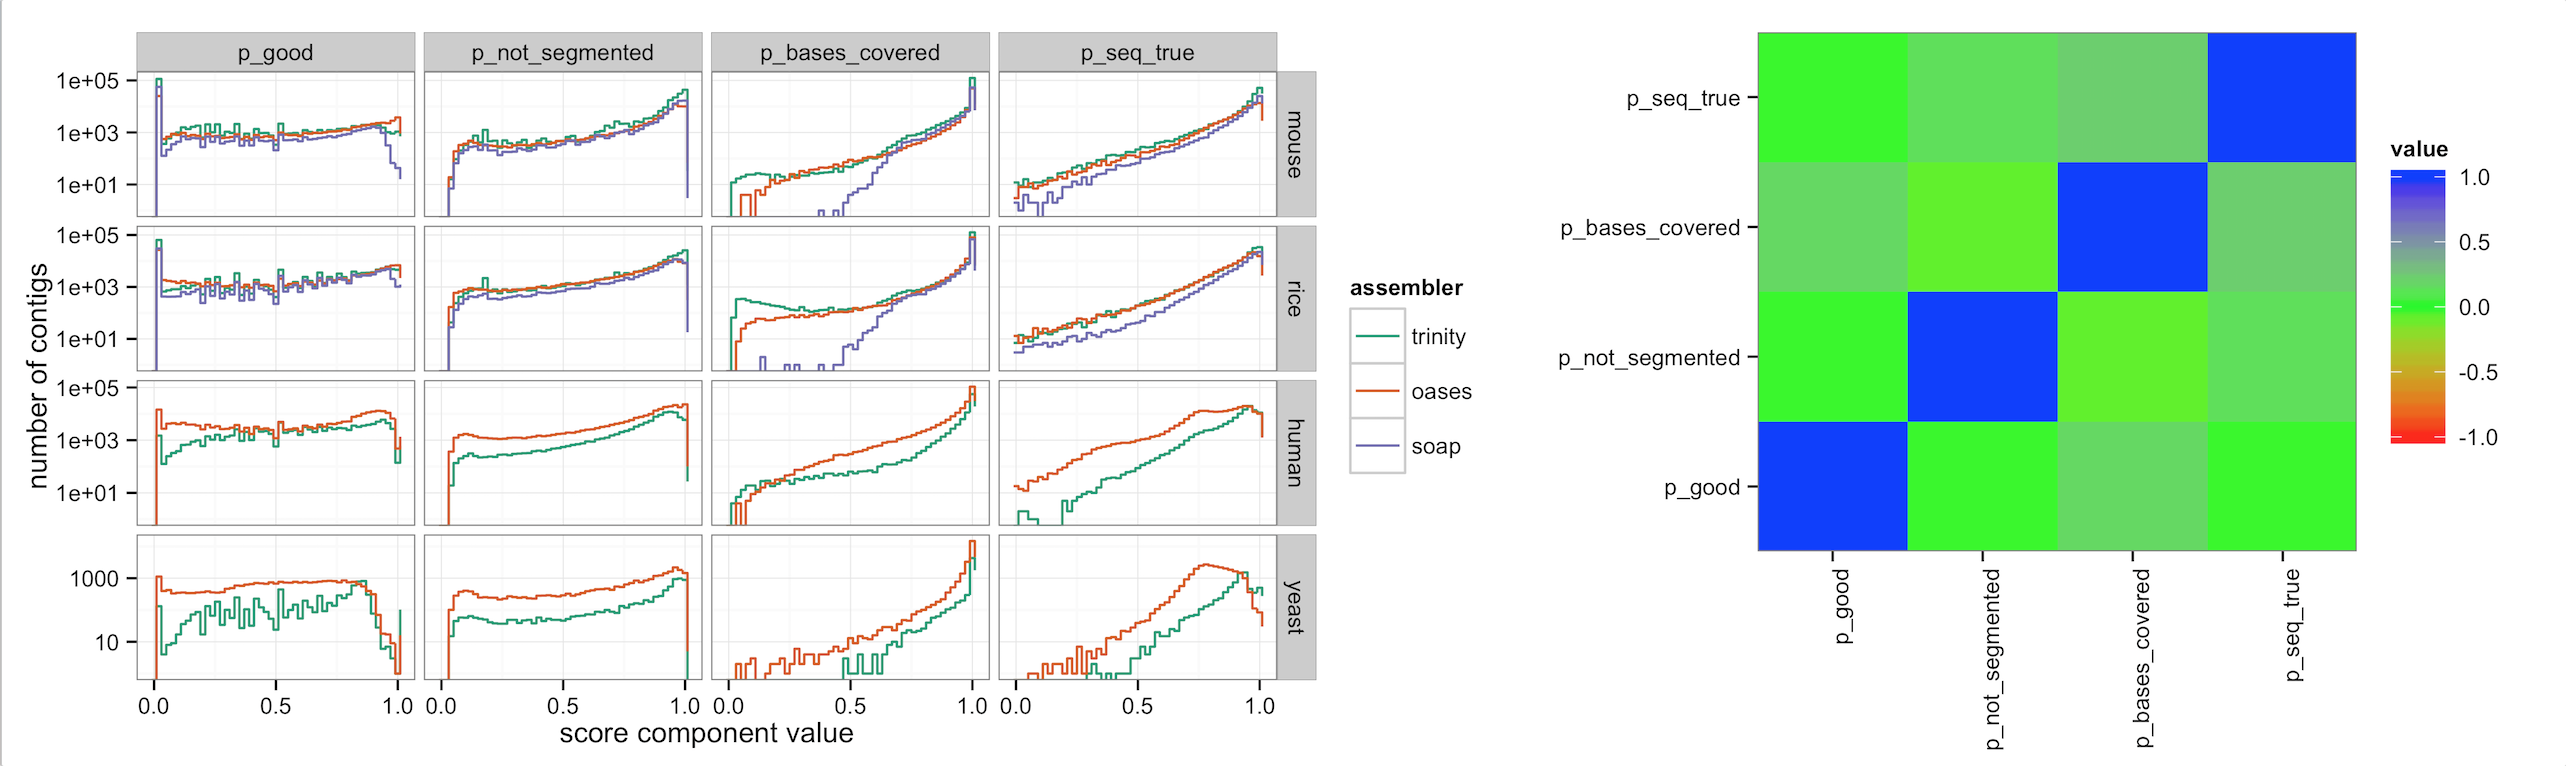 p_good p_not_segmented p_bases_covered p_seq_true
number of contigs
1e+05
1e+03
1e+01
mouse
1e+05
1e+03
1e+01
rice
1e+05
1e+03
1e+01
human
1000
10
yeast
0.0 0.5 1.0 0.0 0.5 1.0 0.0 0.5 1.0 0.0 0.5 1.0
score component value
assembler
trinity
oases
soap
p_seq_true
p_bases_covered
p_not_segmented
p_good
p_good
p_not_segmented
p_bases_covered
p_seq_true
value
1.0
0.5
0.0
-0.5
-1.0